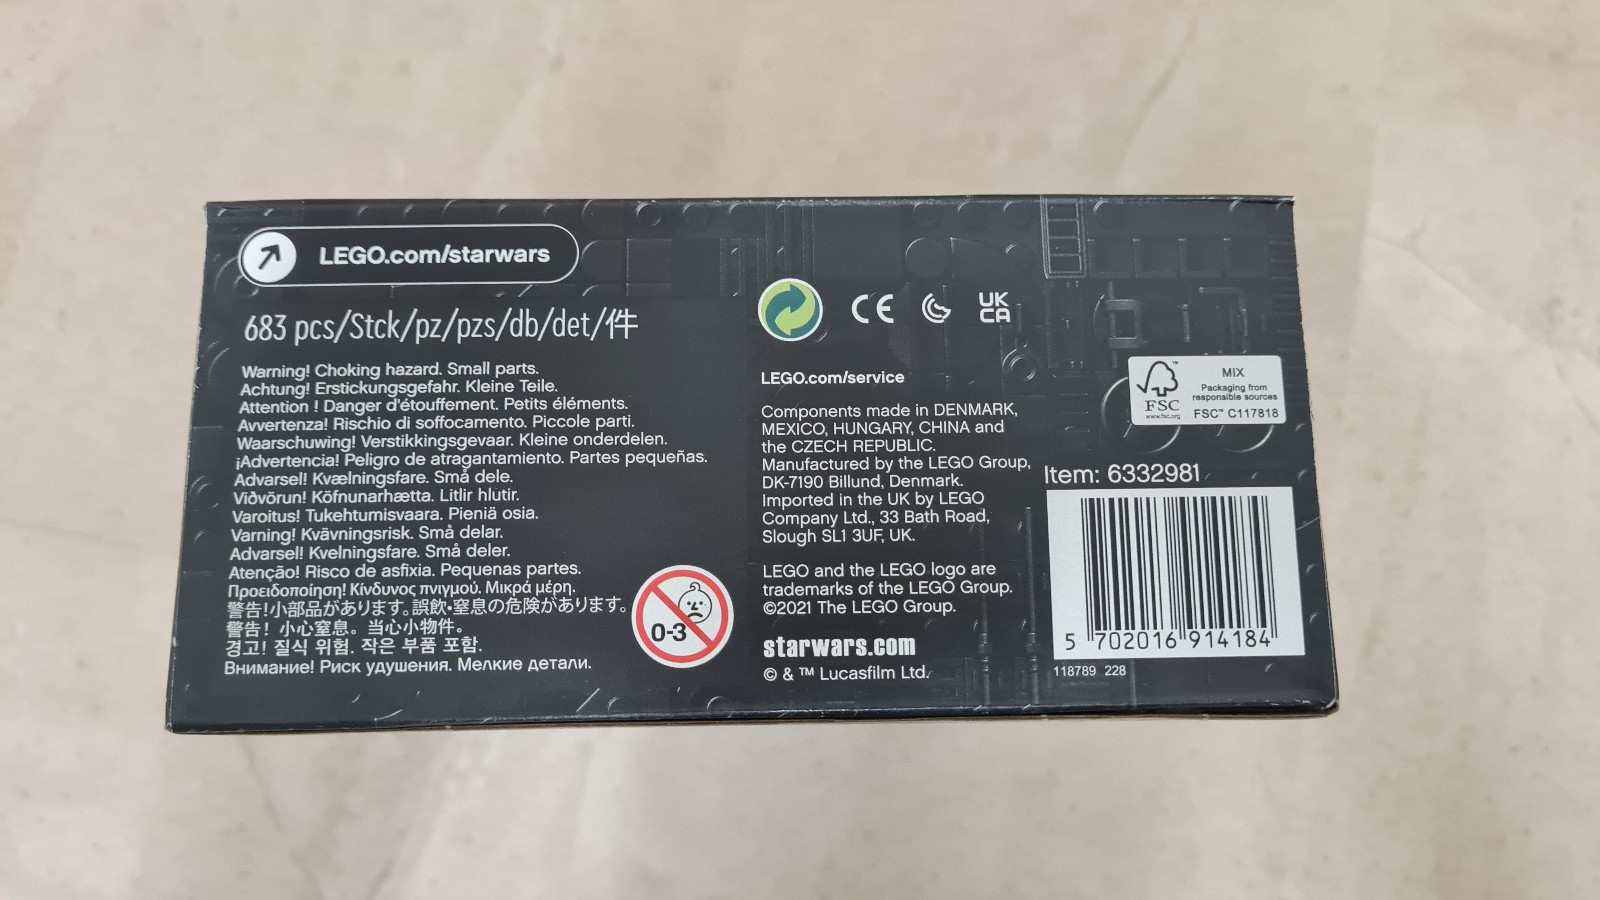 LEGO.com/starwars
683 pcs/Stck/pz/pzs/db/det/件
Warning! Choking hazard. Small parts.
Achtung! Erstickungsgefahr. Kleine Teile.
Attention ! Danger d'étouffement. Petits éléments.
Avvertenza! Rischio di soffocamento. Piccole parti.
Waarschuwing! Verstikkingsgevaar. Kleine onderdelen.
¡Advertencia! Peligro de atragantamiento. Partes pequeñas.
Advarsel! Kvælningsfare. Små dele.
Viðvörun! Köfnunarhætta. Litlir hlutir.
Varoitus! Tukehtumisvaara. Pieniä osia.
Varning! Kvävningsrisk. Små delar.
Advarsel! Kvelningsfare. Små deler.
Atenção! Risco de asfixia. Pequenas partes.
Προειδοποίηση! Κίνδυνος πνιγμού. Μικρά μέρη.
警告!小部品があります。誤飲•窒息の危険があります。
警告！小心窒息。当心小物件。
경고! 질식 위험. 작은 부품 포함.
Внимание! Риск удушения. Мелкие детали.
0-3
CE
UK
CA
LEGO.com/service
Components made in DENMARK,
MEXICO, HUNGARY, CHINA and
the CZECH REPUBLIC.
Manufactured by the LEGO Group,
DK-7190 Billund, Denmark.
Imported in the UK by LEGO
Company Ltd., 33 Bath Road,
Slough SL1 3UF, UK.
LEGO and the LEGO logo are
trademarks of the LEGO Group.
©2021 The LEGO Group.
starwars.com
© & ™ Lucasfilm Ltd.
FSC
www.fsc.org
MIX
Packaging from
responsible sources
FSC™ C117818
Item: 6332981
5 702016 914184
118789 228